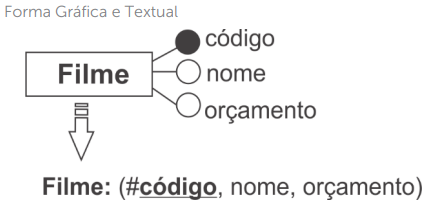 Forma Gráfica e Textual
código
Filme
nome
orçamento
Filme: (#código, nome, orçamento)